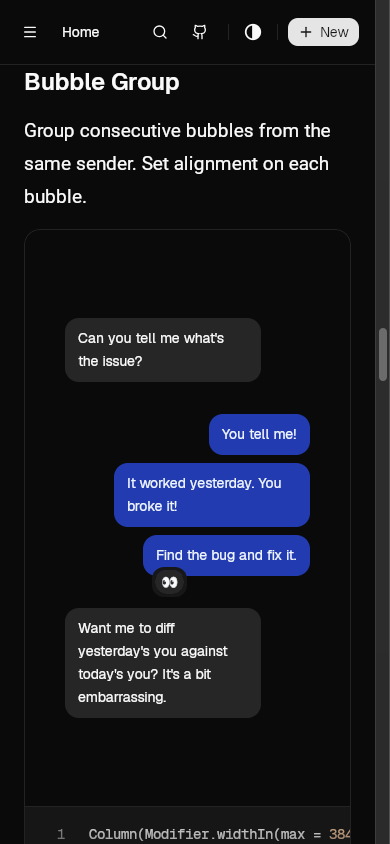 Home
New
Bubble Group
Group consecutive bubbles from the
same sender. Set alignment on each
bubble.
Can you tell me what's
the issue?
You tell me!
It worked yesterday. You
broke it!
Find the bug and fix it.
👀
Want me to diff
yesterday's you against
today's you? It's a bit
embarrassing.
1 Column(Modifier.widthIn(max = 384